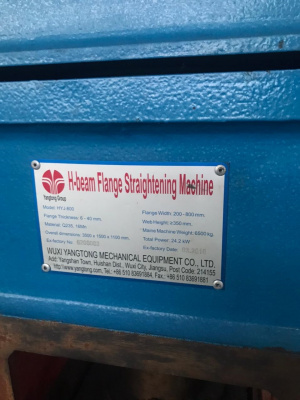 H-beam Flange Straightening Machine
Yangtong Group
Model: HYJ-800
Flange Width: 200 - 800 mm.
Flange Thickness: 6 - 40 mm.
Web Height: ≥350 mm.
Material: Q235, 16Mn
Mains Machine Weight:
Overall dimensions:
Total Power: 24.2 kW
Ex-factory No.
Ex-factory Date:
WUXI YANGTONG MECHANICAL EQUIPMENT CO., LTD.
Add: Yangshan Town, Huishan Dist., Wuxi City, Jiangsu, Post Code: 214155
http://www.yangtong.com, Tel.: +86 510 83691884, Fax.: +86 510 83691881